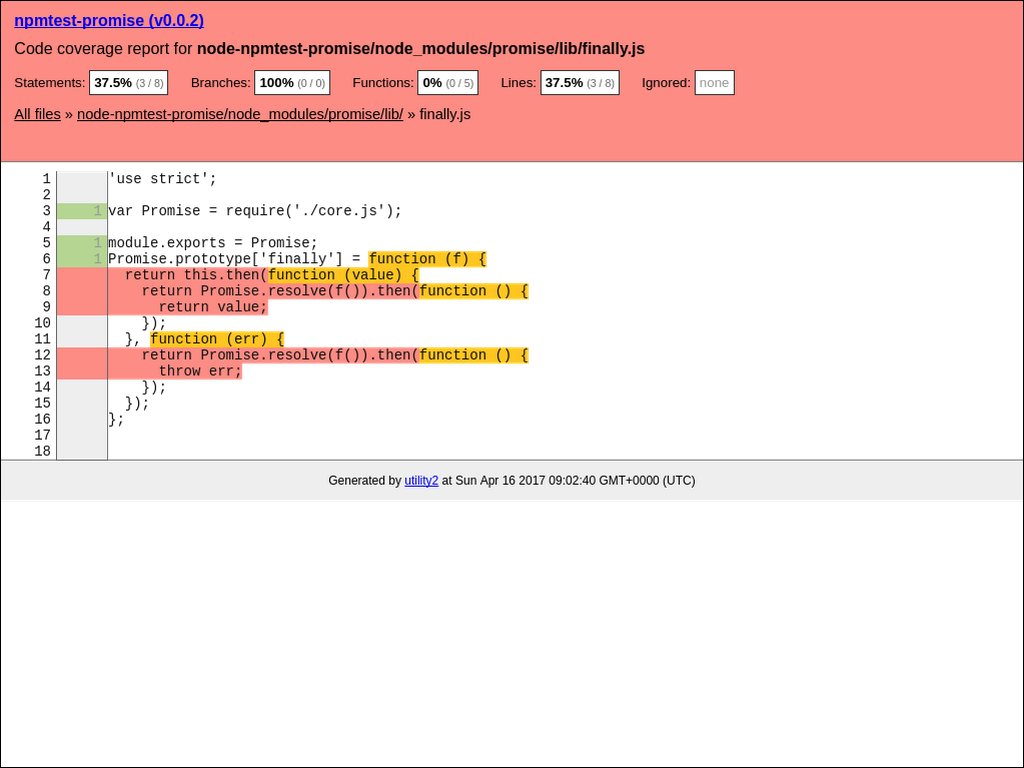 npmtest-promise (v0.0.2)
Code coverage report for node-npmtest-promise/node_modules/promise/lib/finally.js
Statements: 37.5% (3 / 8) Branches: 100% (0 / 0) Functions: 0% (0 / 5) Lines: 37.5% (3 / 8) Ignored: none
All files » node-npmtest-promise/node_modules/promise/lib/ » finally.js
1 'use strict';
2
3 1 var Promise = require('./core.js');
4
5 1 module.exports = Promise;
6 1 Promise.prototype['finally'] = function (f) {
7   return this.then(function (value) {
8     return Promise.resolve(f()).then(function () {
9       return value;
10     });
11   }, function (err) {
12     return Promise.resolve(f()).then(function () {
13       throw err;
14     });
15   });
16 };
17
18
Generated by utility2 at Sun Apr 16 2017 09:02:40 GMT+0000 (UTC)